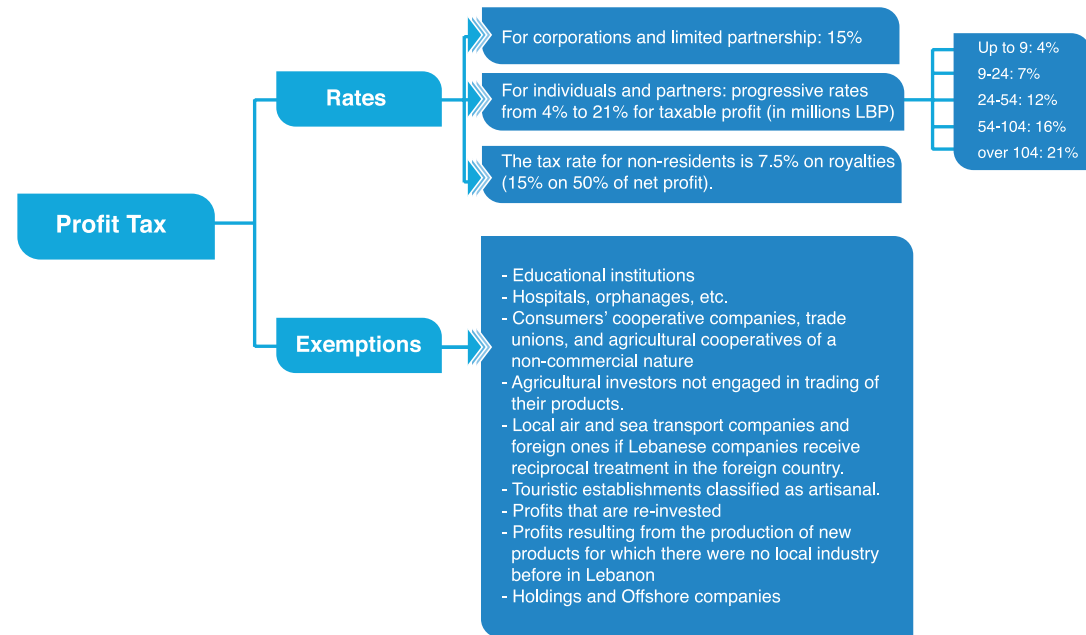 Profit Tax
Rates
For corporations and limited partnership: 15%
For individuals and partners: progressive rates
from 4% to 21% for taxable profit (in millions LBP)
Up to 9: 4%
9-24: 7%
24-54: 12%
54-104: 16%
over 104: 21%
The tax rate for non-residents is 7.5% on royalties
(15% on 50% of net profit).
Exemptions
- Educational institutions
- Hospitals, orphanages, etc.
- Consumers’ cooperative companies, trade
unions, and agricultural cooperatives of a
non-commercial nature
- Agricultural investors not engaged in trading of
their products.
- Local air and sea transport companies and
foreign ones if Lebanese companies receive
reciprocal treatment in the foreign country.
- Touristic establishments classified as artisanal.
- Profits that are re-invested
- Profits resulting from the production of new
products for which there were no local industry
before in Lebanon
- Holdings and Offshore companies